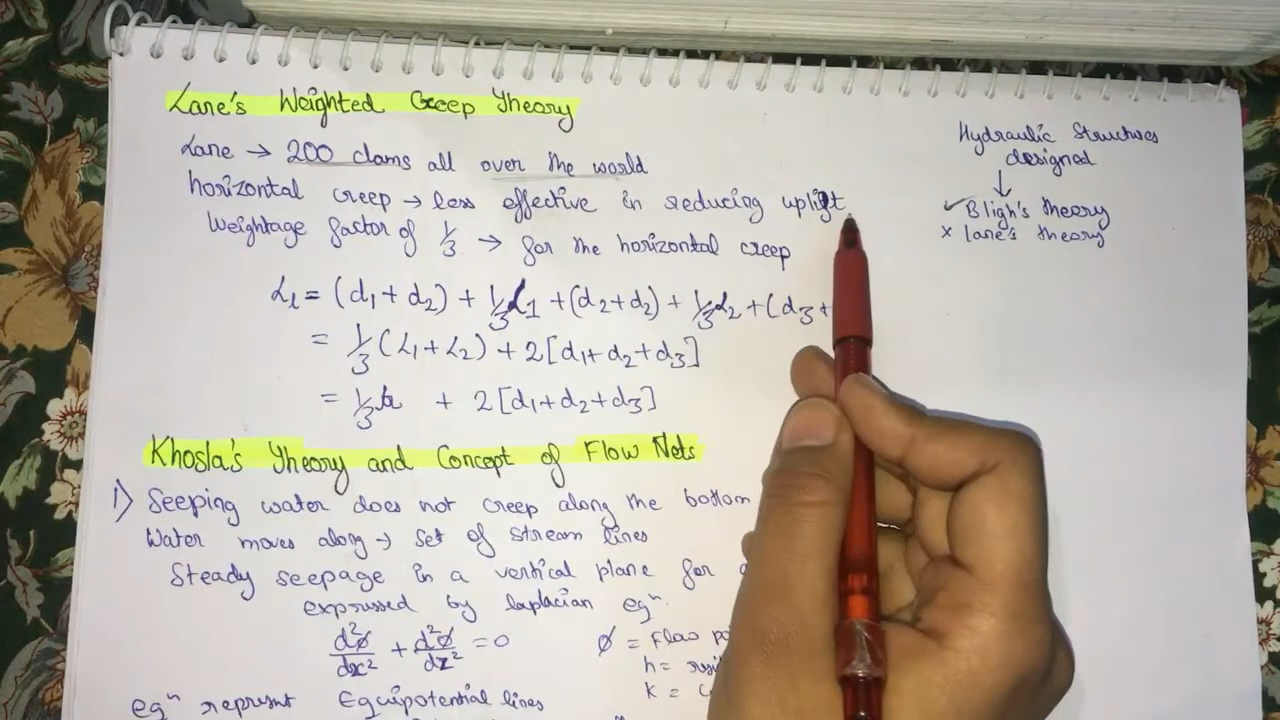 Lane's Weighted Creep Theory
Lane → 200 dams all over the world
horizontal creep → less effective in reducing uplift
Weightage factor of 1/3 → for the horizontal creep
L1 = (d1+d2) + 1/3 L1 + (d2+d2) + 1/3 L2 + (d3 +
= 1/3 (L1+L2) + 2[d1+d2+d3]
= 1/3 b + 2[d1+d2+d3]
Hydraulic Structures
designed
↓
✓ Bligh's theory
× lane's theory
Khosla's Theory and Concept of Flow Nets
1) Seeping water does not creep along the bottom
Water moves along → set of stream lines
Steady seepage in a vertical plane for
expressed by laplacian eqn.
d²φ/dx² + d²φ/dz² = 0
φ = Flow
h =
k =
eqn represent Equipotential lines